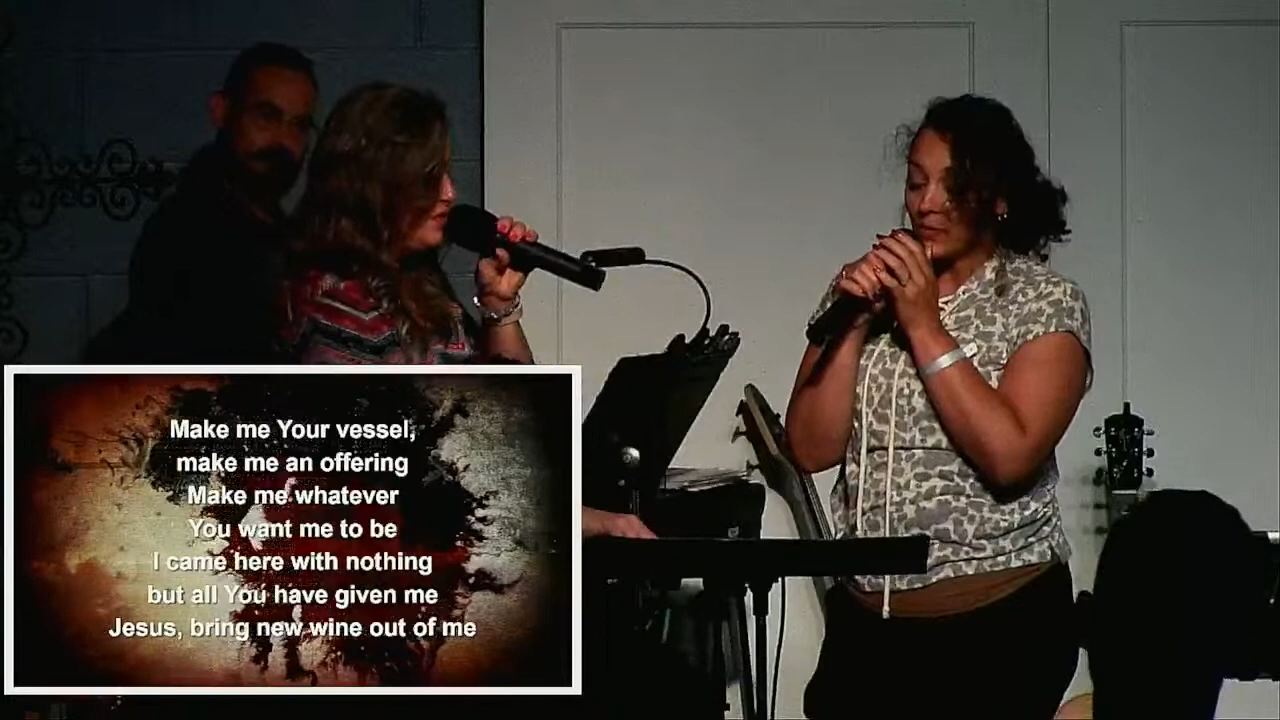 Make me Your vessel,
make me an offering
Make me whatever
You want me to be
I came here with nothing
but all You have given me
Jesus, bring new wine out of me